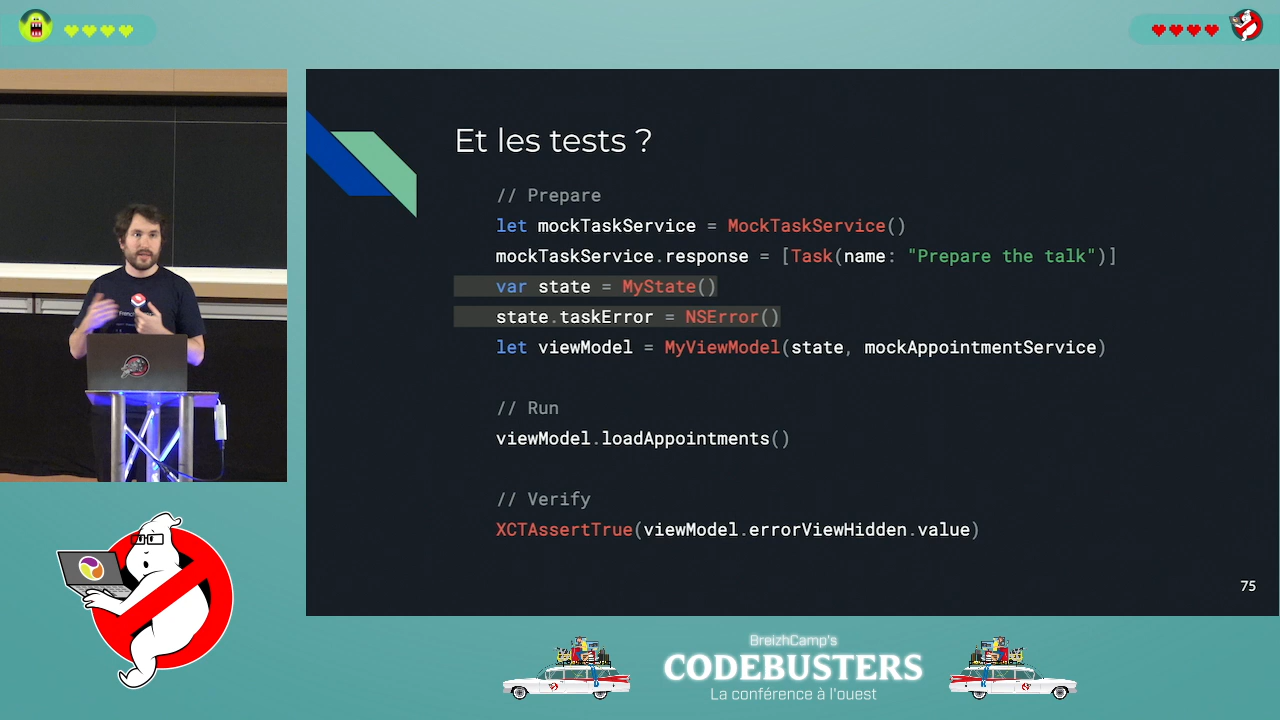 Et les tests ?
// Prepare
let mockTaskService = MockTaskService()
mockTaskService.response = [Task(name: "Prepare the talk")]
var state = MyState()
state.taskError = NSError()
let viewModel = MyViewModel(state, mockAppointmentService)
// Run
viewModel.loadAppointments()
// Verify
XCTAssertTrue(viewModel.errorViewHidden.value)
75
BreizhCamp's
CODEBUSTERS
La conférence à l'ouest